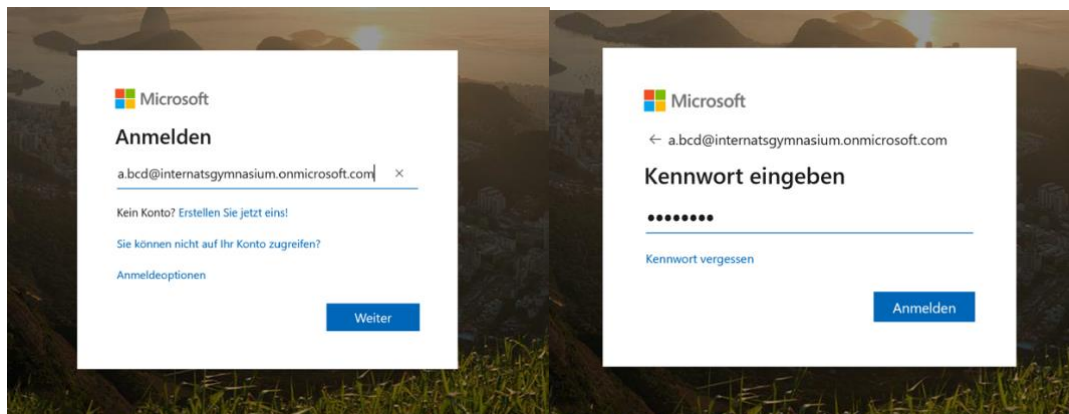 Microsoft
Anmelden
a.bcd@internatsgymnasium.onmicrosoft.com ×
Kein Konto? Erstellen Sie jetzt eins!
Sie können nicht auf Ihr Konto zugreifen?
Anmeldeoptionen
Weiter
Microsoft
← a.bcd@internatsgymnasium.onmicrosoft.com
Kennwort eingeben
••••••••
Kennwort vergessen
Anmelden